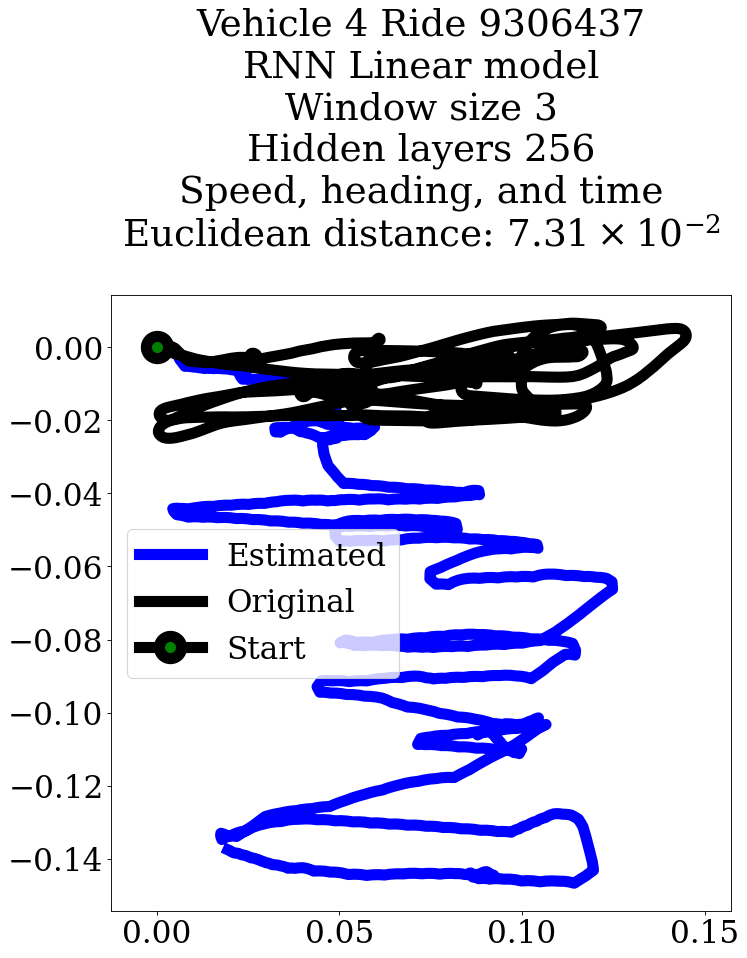 Vehicle 4 Ride 9306437
RNN Linear model
Window size 3
Hidden layers 256
Speed, heading, and time
Euclidean distance: 7.31 × 10⁻²
0.00
−0.02
−0.04
−0.06
−0.08
−0.10
−0.12
−0.14
Estimated
Original
Start
0.00 0.05 0.10 0.15